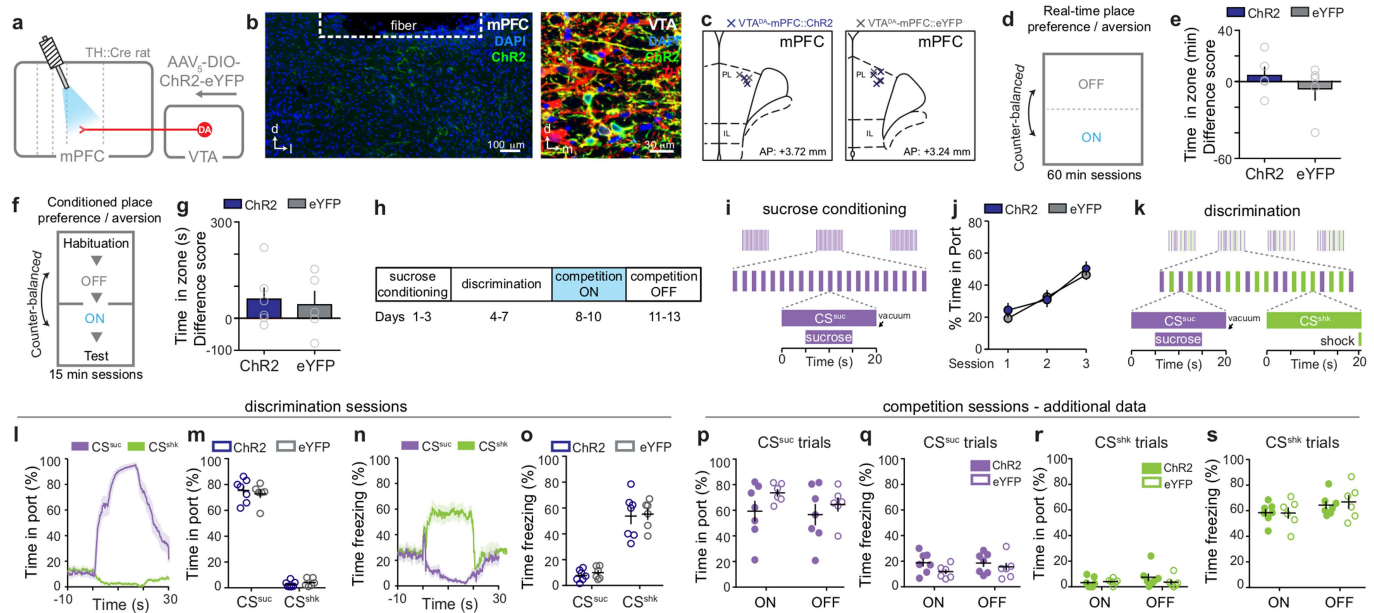 a
TH::Cre rat
AAV5-DIO-
ChR2-eYFP
DA
mPFC
VTA
b
fiber
mPFC
DAPI
ChR2
d
l
100 μm
VTA
DAPI
ChR2
d
m
30 μm
c
VTADA-mPFC::ChR2
VTADA-mPFC::eYFP
mPFC
PL
IL
AP: +3.72 mm
mPFC
PL
IL
AP: +3.24 mm
d
Real-time place
preference / aversion
Counter-balanced
OFF
ON
60 min sessions
e
ChR2
eYFP
Time in zone (min)
Difference score
40
0
-60
ChR2
eYFP
f
Conditioned place
preference / aversion
Counter-balanced
Habituation
OFF
ON
Test
15 min sessions
g
ChR2
eYFP
Time in zone (s)
Difference score
300
0
-100
ChR2
eYFP
h
sucrose
conditioning
discrimination
competition
ON
competition
OFF
Days 1-3
4-7
8-10
11-13
i
sucrose conditioning
CSsuc
vacuum
sucrose
0 10 20
Time (s)
j
ChR2
eYFP
% Time in Port
80
60
40
20
0
Session 1 2 3
k
discrimination
CSsuc
vacuum
sucrose
0 10 20
Time (s)
CSshk
shock
0 10 20
Time (s)
discrimination sessions
l
CSsuc
CSshk
Time in port (%)
100
80
60
40
20
0
-10 0 30
Time (s)
m
ChR2
eYFP
Time in port (%)
100
80
60
40
20
0
CSsuc
CSshk
n
CSsuc
CSshk
Time freezing (%)
100
80
60
40
20
0
-10 0 30
Time (s)
o
ChR2
eYFP
Time freezing (%)
100
80
60
40
20
0
CSsuc
CSshk
competition sessions - additional data
p
CSsuc trials
Time in port (%)
100
80
60
40
20
0
ON
OFF
q
CSsuc trials
ChR2
eYFP
Time freezing (%)
100
80
60
40
20
0
ON
OFF
r
CSshk trials
ChR2
eYFP
Time in port (%)
100
80
60
40
20
0
ON
OFF
s
CSshk trials
Time freezing (%)
100
80
60
40
20
0
ON
OFF